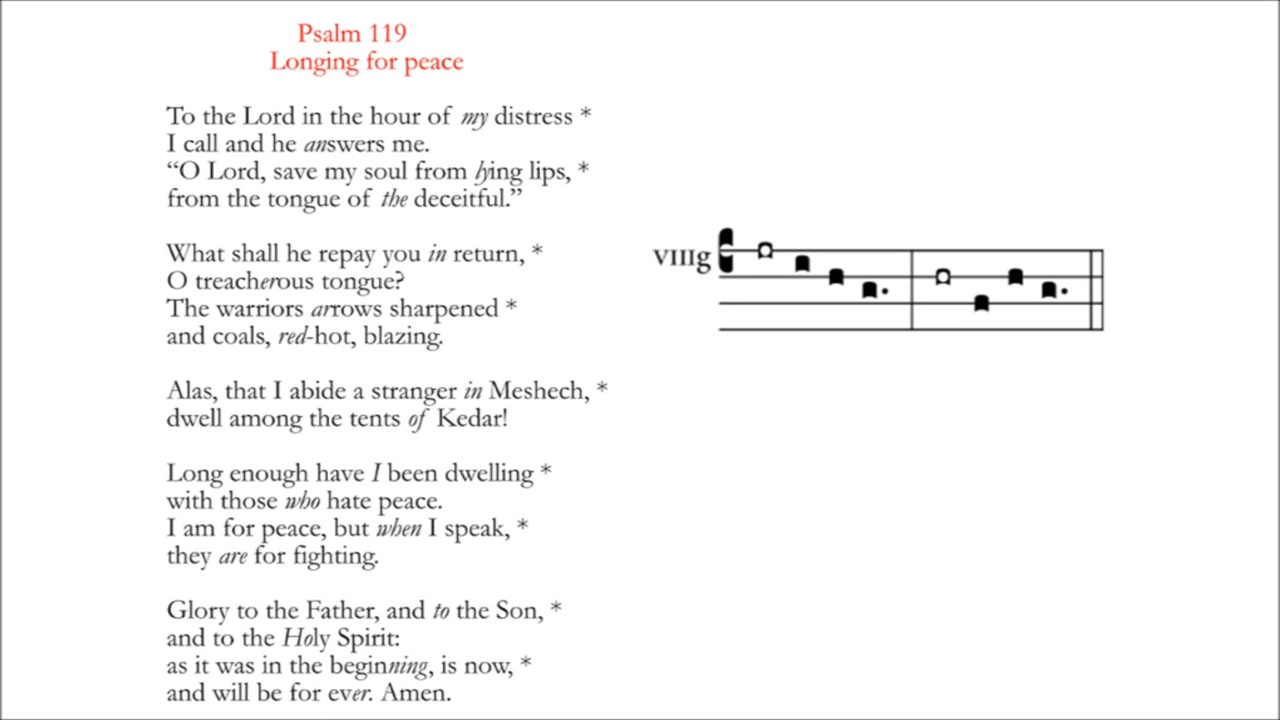 Psalm 119
Longing for peace
To the Lord in the hour of my distress *
I call and he answers me.
“O Lord, save my soul from lying lips, *
from the tongue of the deceitful.”
What shall he repay you in return, *
O treacherous tongue?
The warriors arrows sharpened *
and coals, red-hot, blazing.
Alas, that I abide a stranger in Meshech, *
dwell among the tents of Kedar!
Long enough have I been dwelling *
with those who hate peace.
I am for peace, but when I speak, *
they are for fighting.
Glory to the Father, and to the Son, *
and to the Holy Spirit:
as it was in the beginning, is now, *
and will be for ever. Amen.
VIIIg